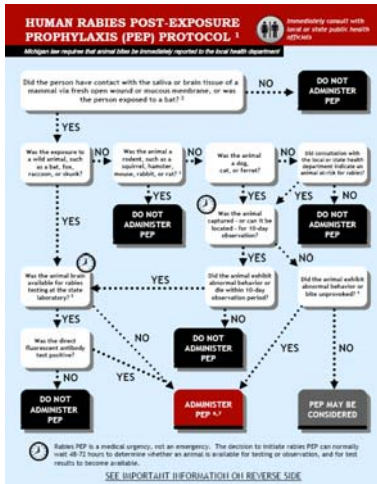 HUMAN RABIES POST-EXPOSURE
PROPHYLAXIS (PEP) PROTOCOL 1
Immediately consult with
local or state public health
officials
Michigan law requires that animal bites be immediately reported to the local health department
Did the person have contact with the saliva or brain tissue of a
mammal via fresh open wound or mucous membrane, or was
the person exposed to a bat? 2
NO
DO NOT
ADMINISTER
PEP
YES
Was the exposure to
a wild animal, such
as a bat, fox,
raccoon, or skunk?
NO
Was the animal a
rodent, such as a
squirrel, hamster,
mouse, rabbit, or rat?
NO
Was the animal
a dog,
cat, or ferret?
NO
Did consultation with
the local or state health
department indicate an
animal at-risk for rabies?
YES
DO NOT
ADMINISTER
PEP
YES
YES
NO
DO NOT
ADMINISTER
PEP
YES
Was the animal
captured - or can it be
located - for 10-day
observation?
YES
NO
Was the animal brain
available for rabies
testing at the state
laboratory?
YES
Did the animal exhibit
abnormal behavior or
die within 10-day
observation period?
Did the animal exhibit
abnormal behavior or
bite unprovoked?
YES
NO
NO
DO NOT
ADMINISTER
PEP
YES
NO
Was the direct
fluorescent antibody
test positive?
YES
NO
DO NOT
ADMINISTER
PEP
ADMINISTER
PEP
PEP MAY BE
CONSIDERED
Rabies PEP is a medical urgency, not an emergency. The decision to initiate rabies PEP can normally
wait 48-72 hours to determine whether an animal is available for testing or observation, and for test
results to become available.
SEE IMPORTANT INFORMATION ON REVERSE SIDE